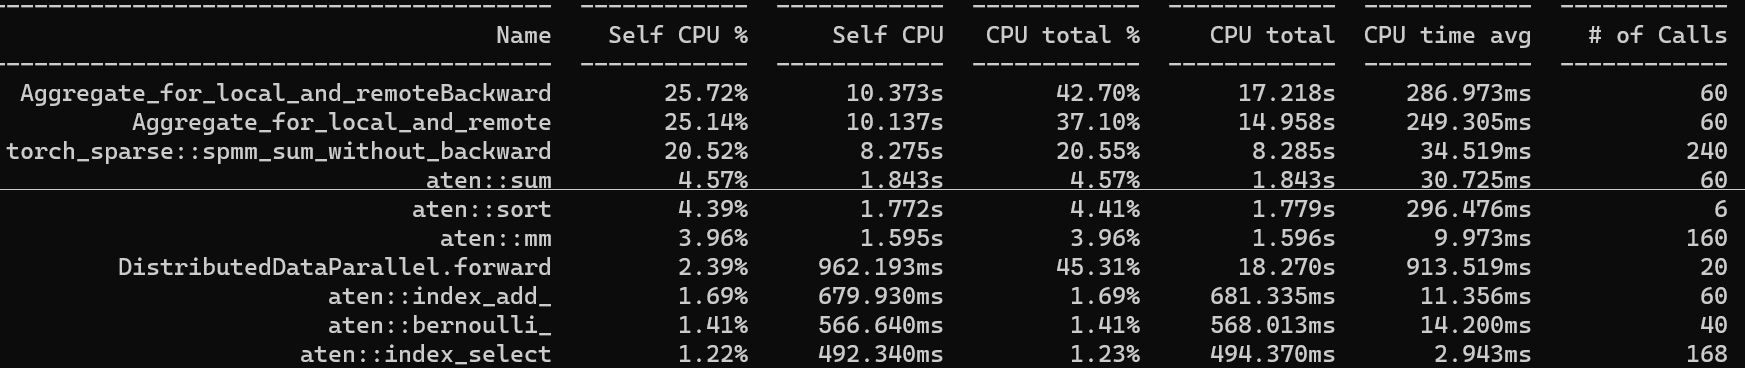 Name Self CPU % Self CPU CPU total % CPU total CPU time avg # of Calls
Aggregate_for_local_and_remoteBackward 25.72% 10.373s 42.70% 17.218s 286.973ms 60
Aggregate_for_local_and_remote 25.14% 10.137s 37.10% 14.958s 249.305ms 60
torch_sparse::spmm_sum_without_backward 20.52% 8.275s 20.55% 8.285s 34.519ms 240
aten::sum 4.57% 1.843s 4.57% 1.843s 30.725ms 60
aten::sort 4.39% 1.772s 4.41% 1.779s 296.476ms 6
aten::mm 3.96% 1.595s 3.96% 1.596s 9.973ms 160
DistributedDataParallel.forward 2.39% 962.193ms 45.31% 18.270s 913.519ms 20
aten::index_add_ 1.69% 679.930ms 1.69% 681.335ms 11.356ms 60
aten::bernoulli_ 1.41% 566.640ms 1.41% 568.013ms 14.200ms 40
aten::index_select 1.22% 492.340ms 1.23% 494.370ms 2.943ms 168